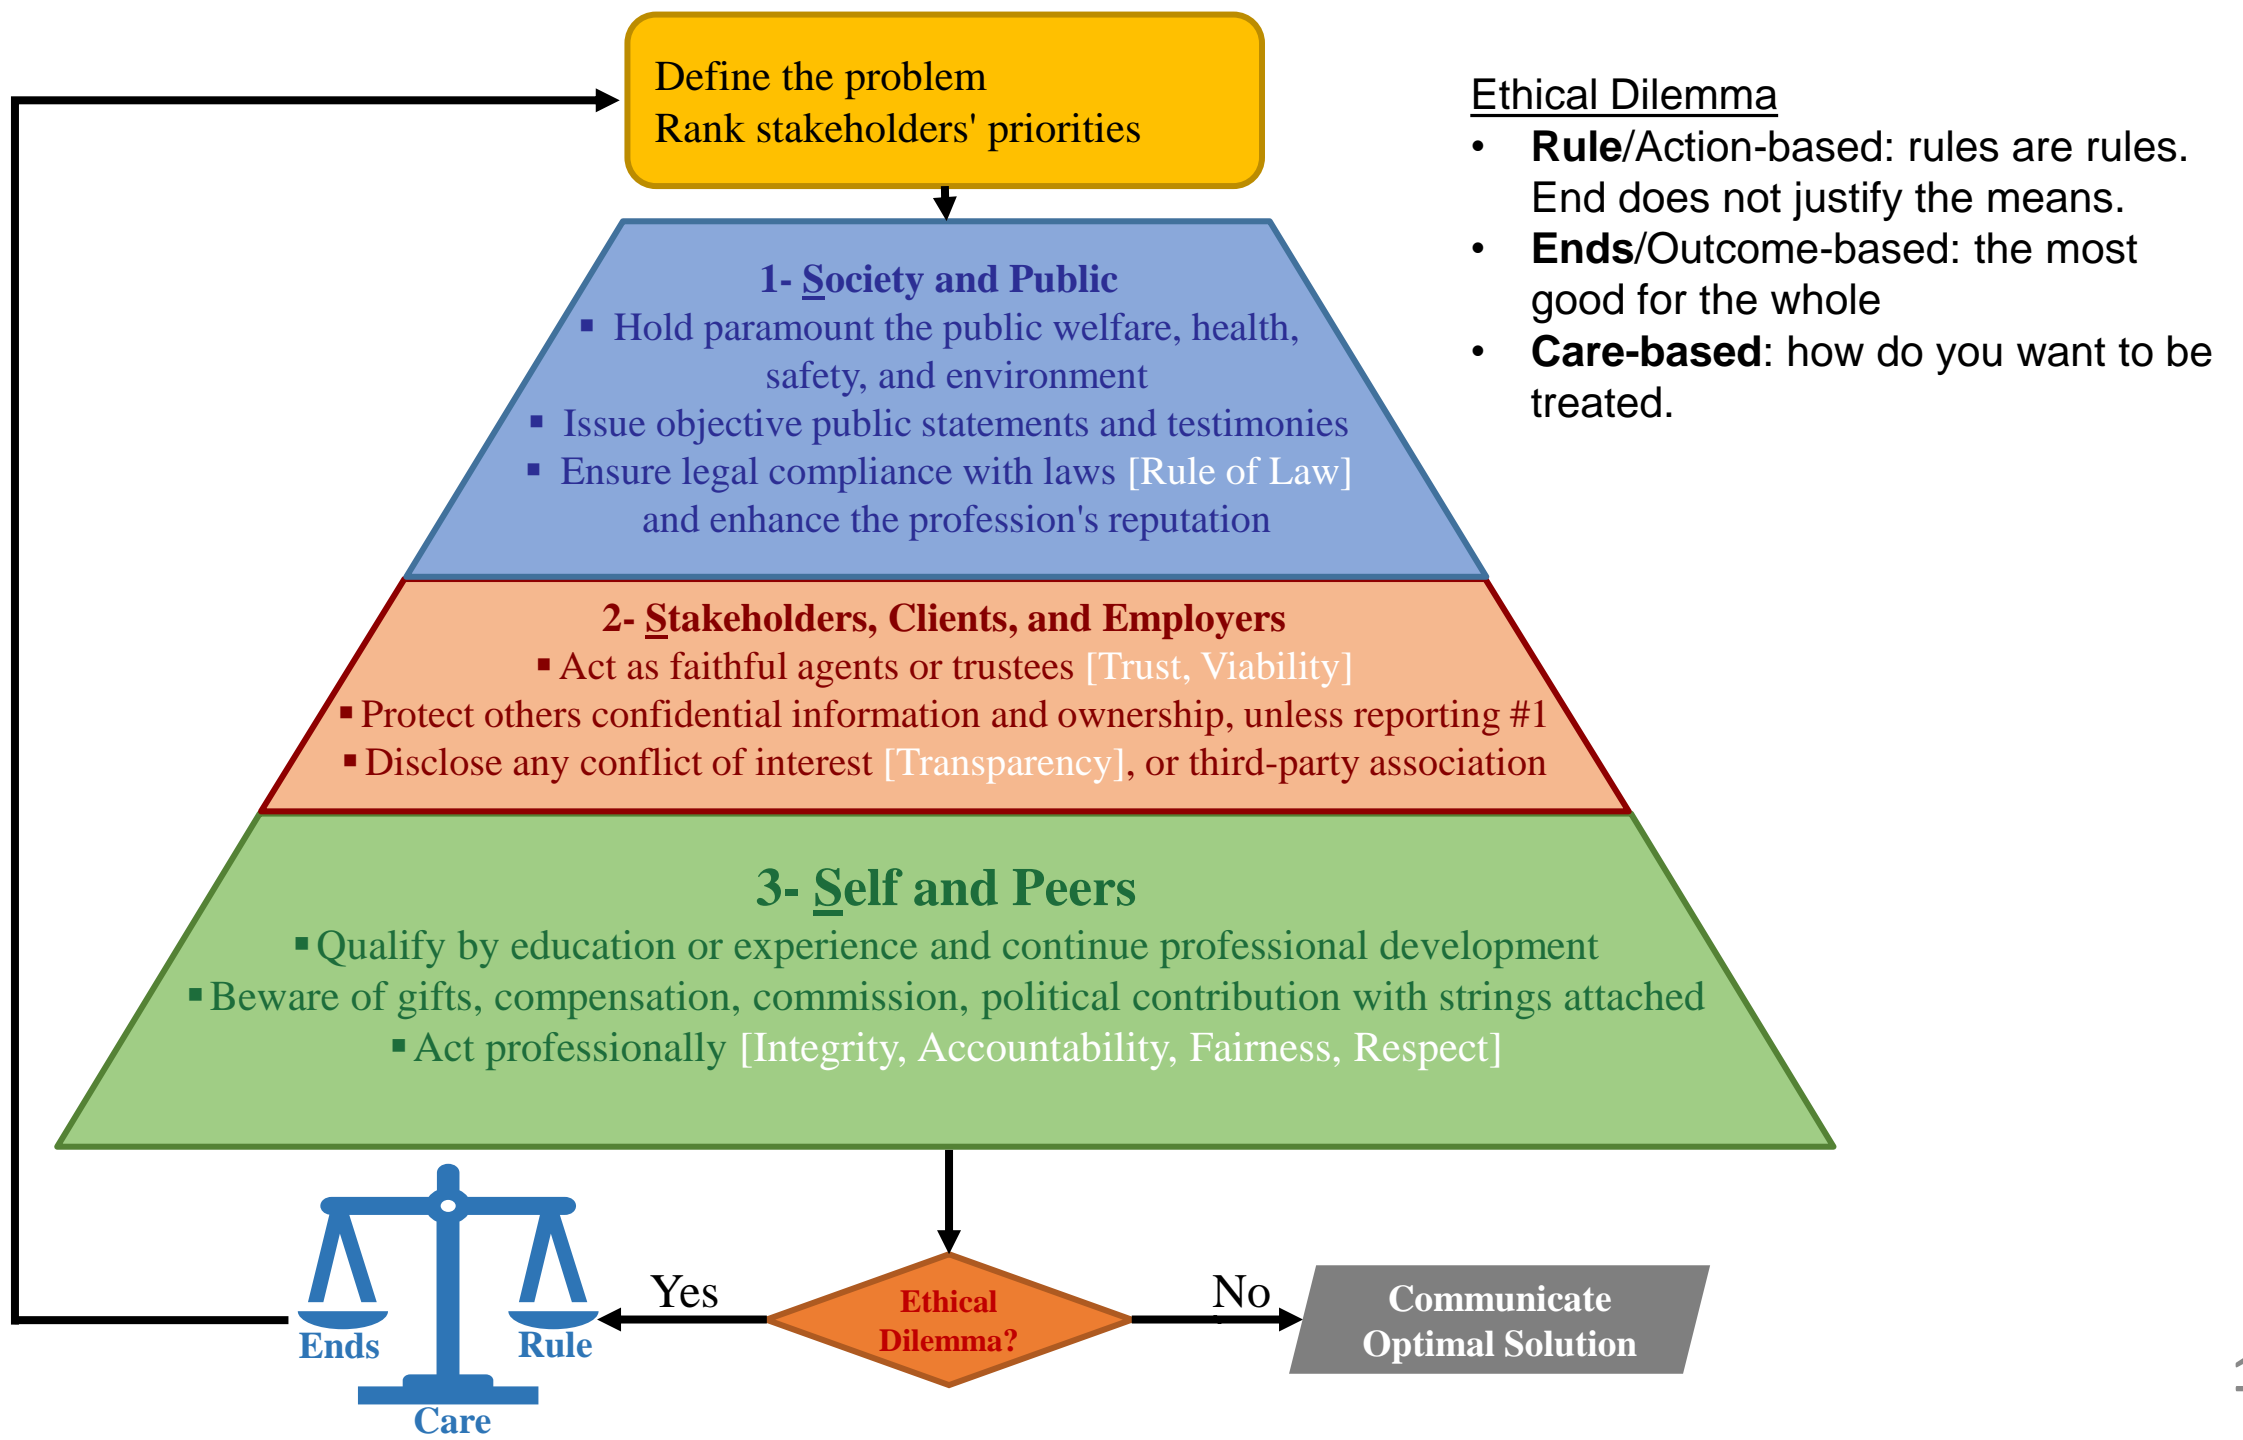 Define the problem
Rank stakeholders' priorities
Ethical Dilemma
• Rule/Action-based: rules are rules.
End does not justify the means.
• Ends/Outcome-based: the most
good for the whole
• Care-based: how do you want to be
treated.
1- Society and Public
▪ Hold paramount the public welfare, health,
safety, and environment
▪ Issue objective public statements and testimonies
▪ Ensure legal compliance with laws [Rule of Law]
and enhance the profession's reputation
2- Stakeholders, Clients, and Employers
▪ Act as faithful agents or trustees [Trust, Viability]
▪ Protect others confidential information and ownership, unless reporting #1
▪ Disclose any conflict of interest [Transparency], or third-party association
3- Self and Peers
▪ Qualify by education or experience and continue professional development
▪ Beware of gifts, compensation, commission, political contribution with strings attached
▪ Act professionally [Integrity, Accountability, Fairness, Respect]
Yes
No
Ethical
Dilemma?
Communicate
Optimal Solution
Ends
Rule
Care